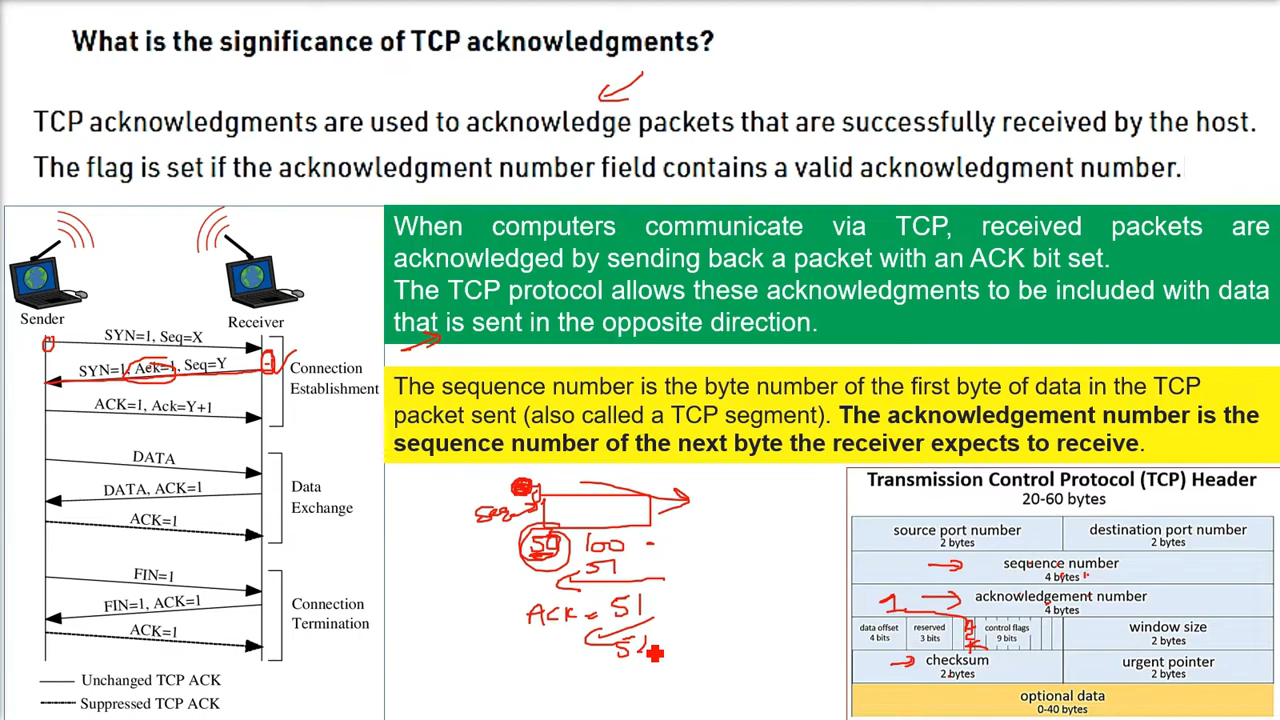 What is the significance of TCP acknowledgments?
TCP acknowledgments are used to acknowledge packets that are successfully received by the host.
The flag is set if the acknowledgment number field contains a valid acknowledgment number.
Sender
Receiver
SYN=1, Seq=X
SYN=1, Ack=1, Seq=Y
ACK=1, Ack=Y+1
Connection
Establishment
DATA
DATA, ACK=1
ACK=1
Data
Exchange
FIN=1
FIN=1, ACK=1
ACK=1
Connection
Termination
Unchanged TCP ACK
Suppressed TCP ACK
When computers communicate via TCP, received packets are
acknowledged by sending back a packet with an ACK bit set.
The TCP protocol allows these acknowledgments to be included with data
that is sent in the opposite direction.
The sequence number is the byte number of the first byte of data in the TCP
packet sent (also called a TCP segment). The acknowledgement number is the
sequence number of the next byte the receiver expects to receive.
Seq
50 100
51
ACK = 51
Transmission Control Protocol (TCP) Header
20-60 bytes
source port number
2 bytes
destination port number
2 bytes
sequence number
4 bytes
1
acknowledgement number
4 bytes
data offset
4 bits
reserved
3 bits
control flags
9 bits
window size
2 bytes
checksum
2 bytes
urgent pointer
2 bytes
optional data
0-40 bytes